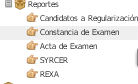 Reportes
Candidatos a Regularización
Constancia de Examen
Acta de Examen
SYRCER
REXA